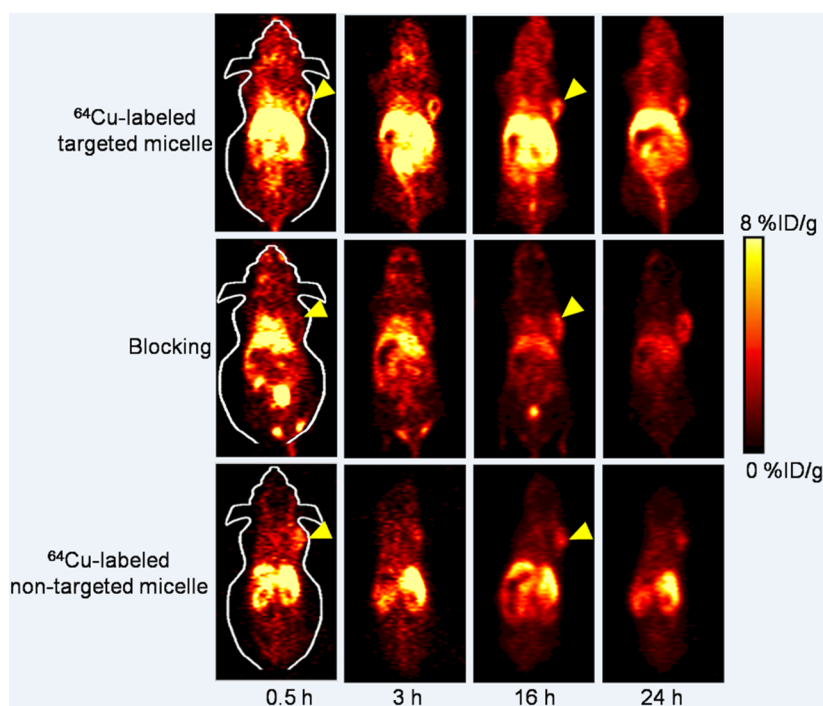 ⁶⁴Cu-labeled
targeted micelle
8 %ID/g
Blocking
0 %ID/g
⁶⁴Cu-labeled
non-targeted micelle
0.5 h
3 h
16 h
24 h